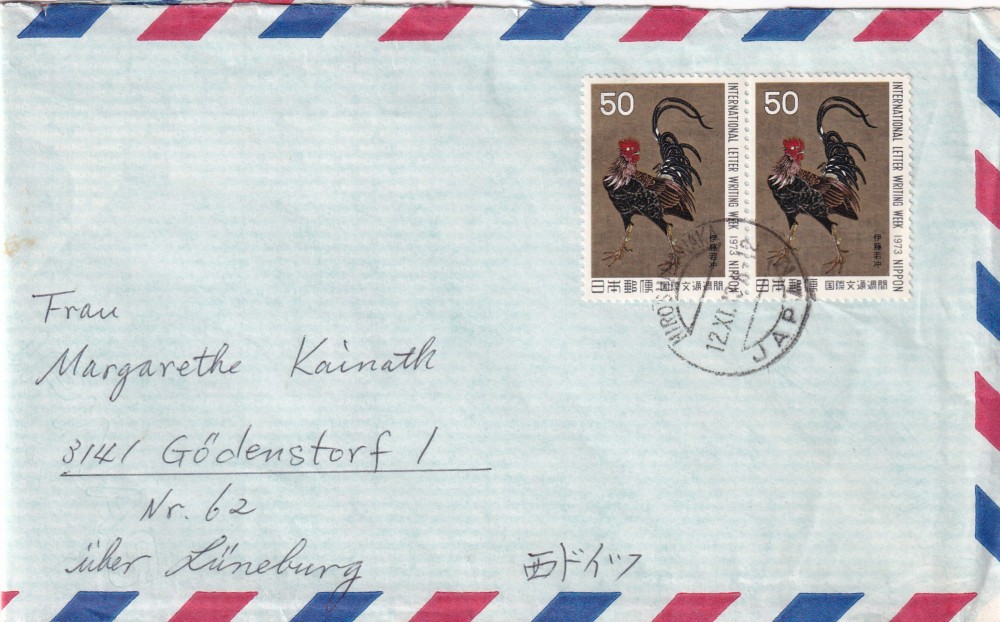 50
INTERNATIONAL LETTER WRITING WEEK 1973 NIPPON
伊藤若冲
日本郵便 国際文通週間
50
INTERNATIONAL LETTER WRITING WEEK 1973 NIPPON
伊藤若冲
日本郵便 国際文通週間
12.XI.
JAPAN
Frau
Margarethe Kainath
3141 Gödenstorf 1
Nr. 62
über Lüneburg
西ドイツ